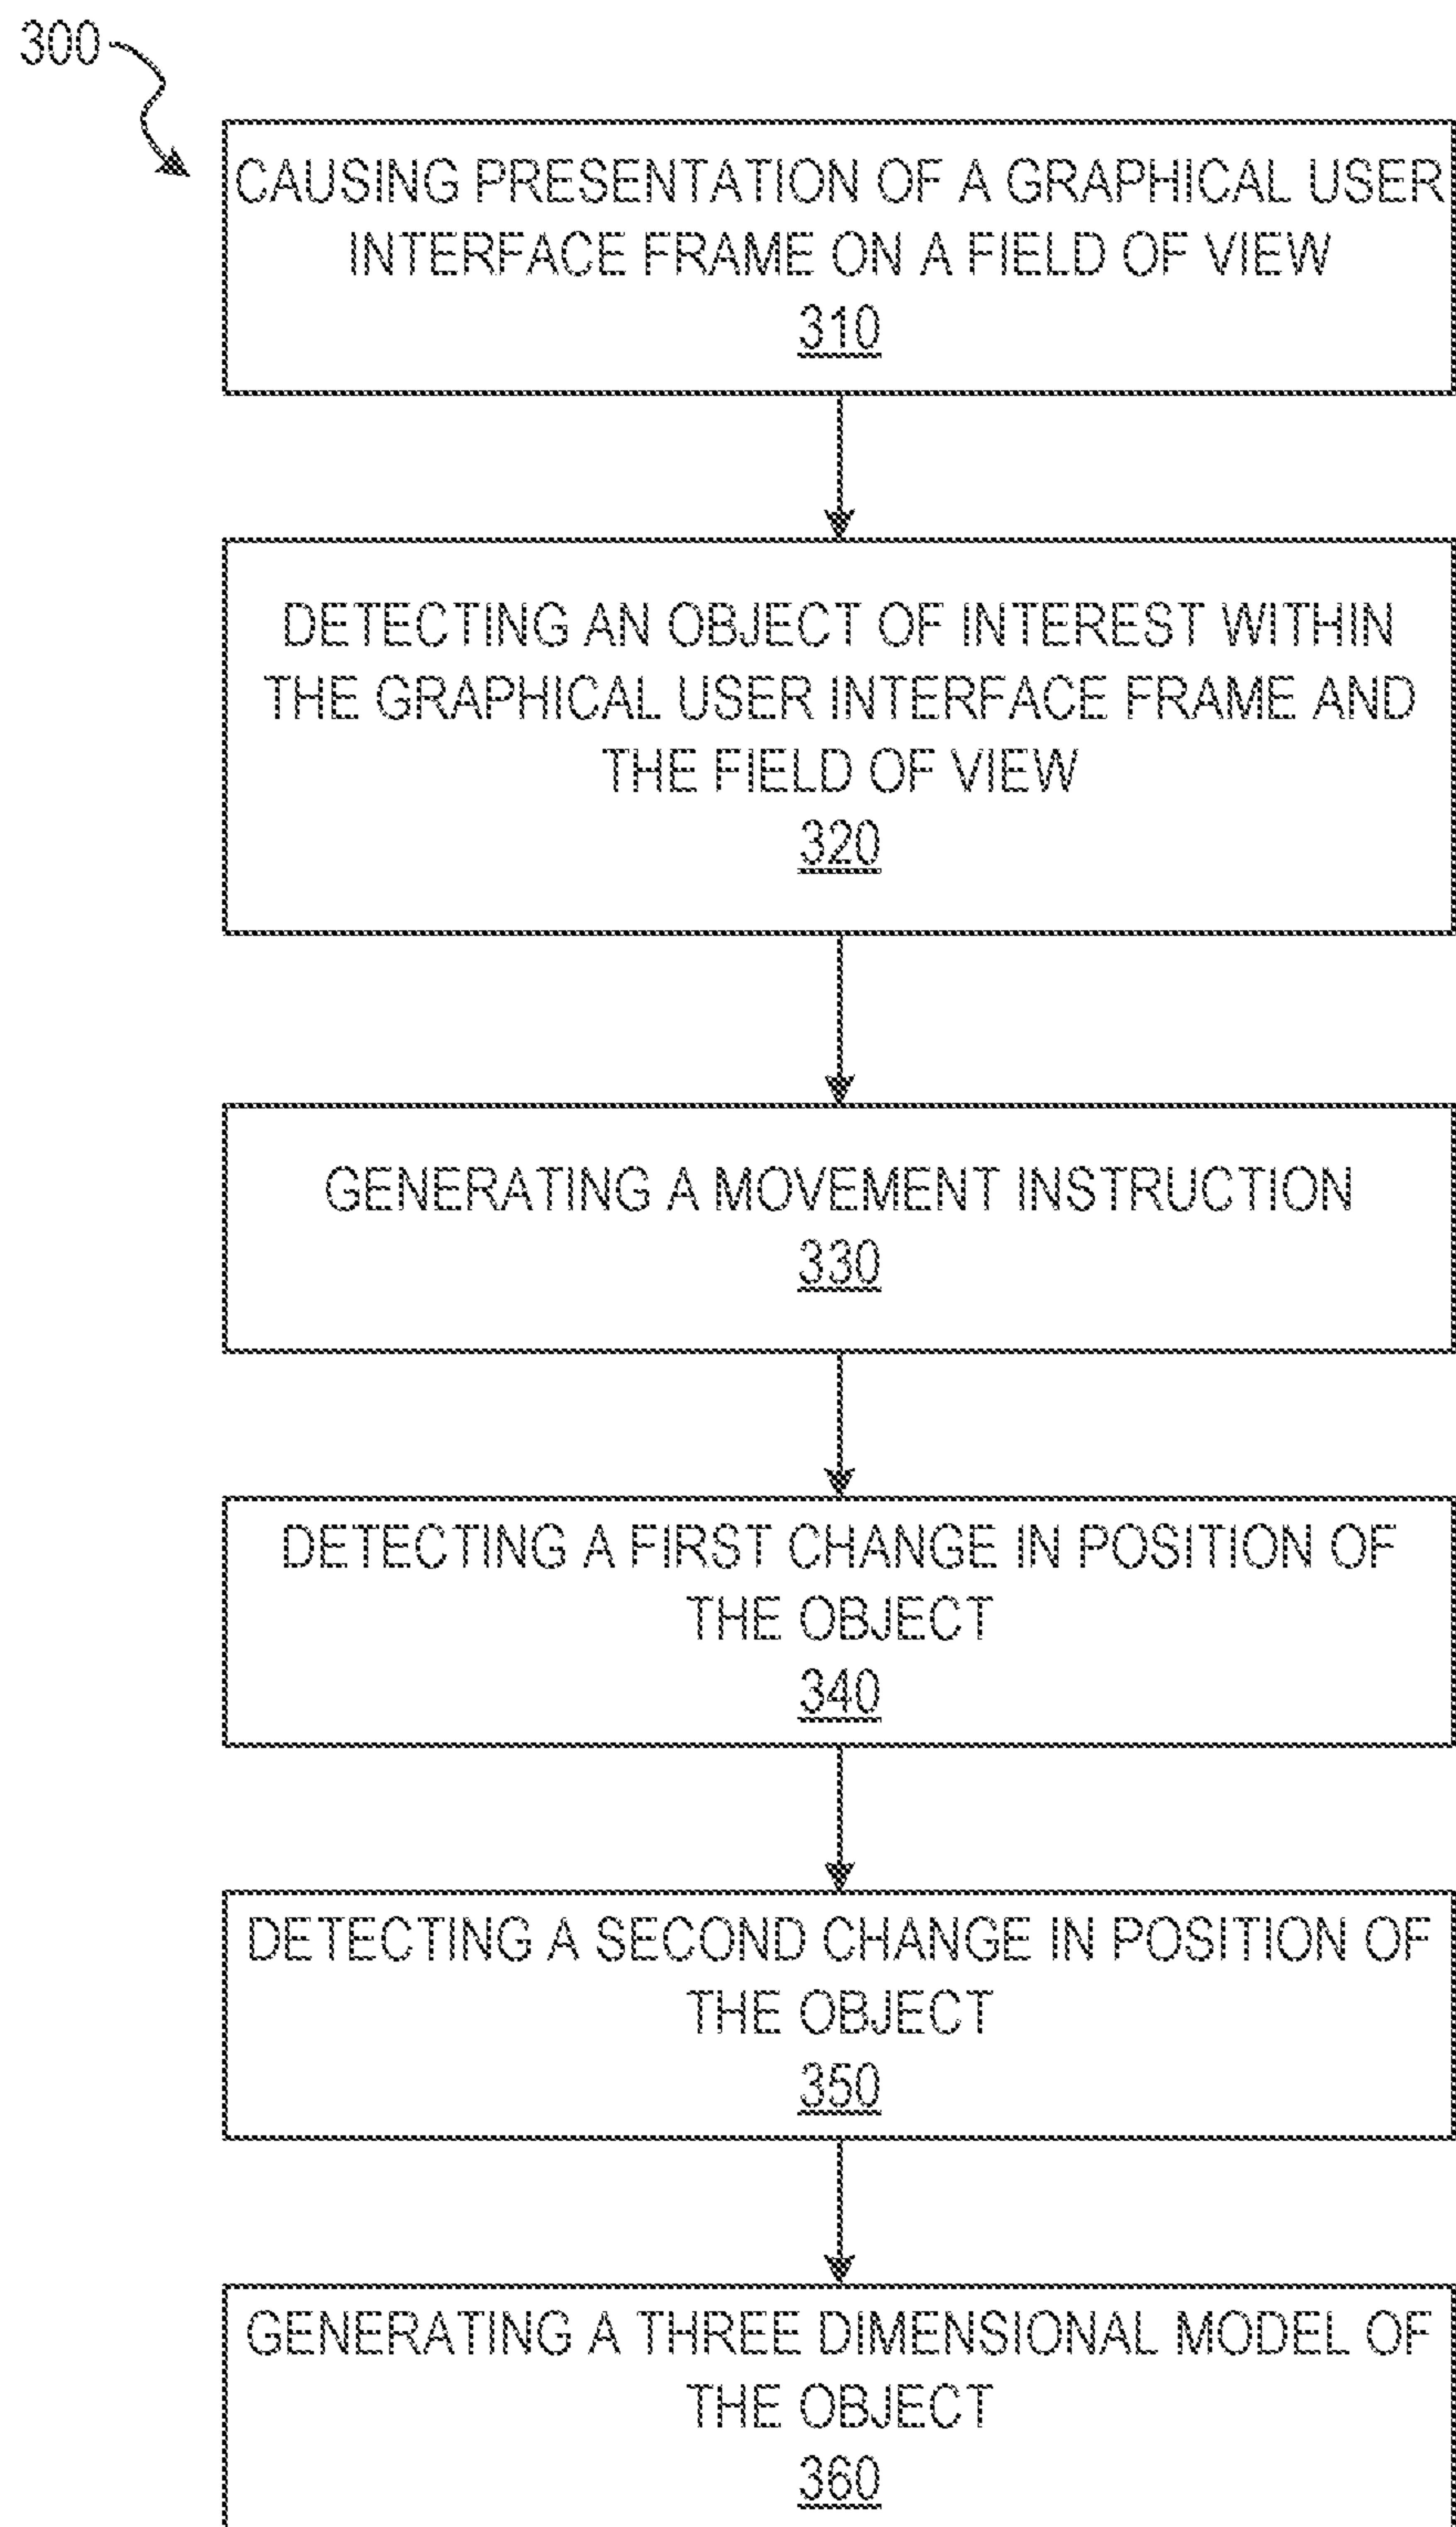 300
CAUSING PRESENTATION OF A GRAPHICAL USER
INTERFACE FRAME ON A FIELD OF VIEW
310
DETECTING AN OBJECT OF INTEREST WITHIN
THE GRAPHICAL USER INTERFACE FRAME AND
THE FIELD OF VIEW
320
GENERATING A MOVEMENT INSTRUCTION
330
DETECTING A FIRST CHANGE IN POSITION OF
THE OBJECT
340
DETECTING A SECOND CHANGE IN POSITION OF
THE OBJECT
350
GENERATING A THREE DIMENSIONAL MODEL OF
THE OBJECT
360